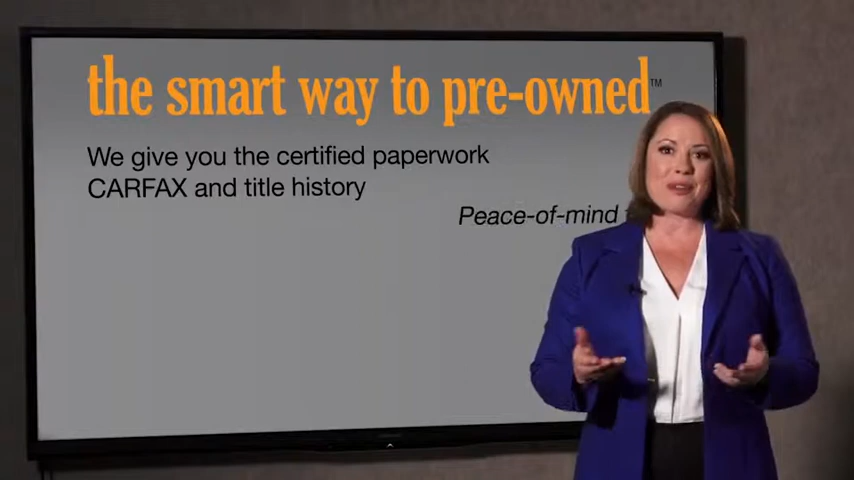 the smart way to pre-owned™
We give you the certified paperwork
CARFAX and title history
Peace-of-mind